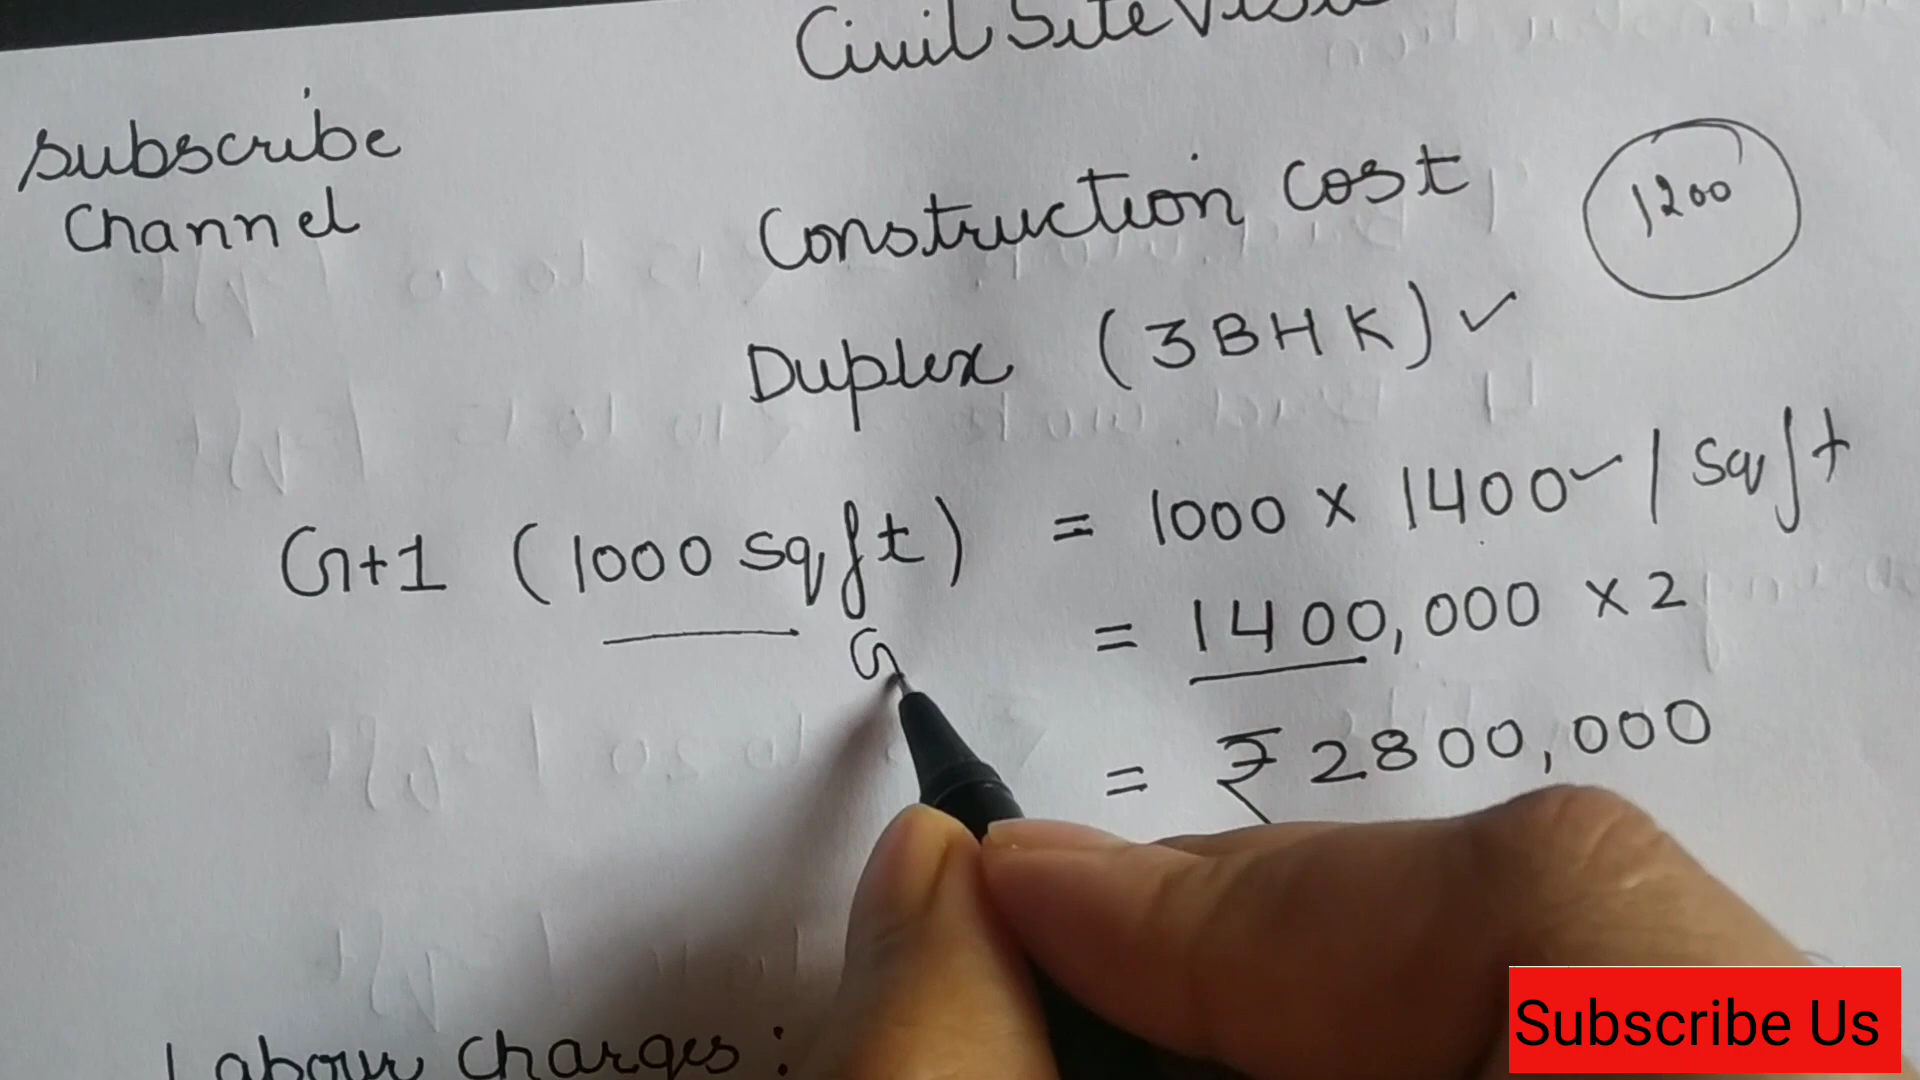 Civil Site
Subscribe
Channel
Construction Cost
1200
Duplex (3BHK) ✓
G+1 (1000 sqft) = 1000 x 1400 / Sqft
= 1400,000 x 2
G
= ₹ 2800,000
Labour charges:
Subscribe Us